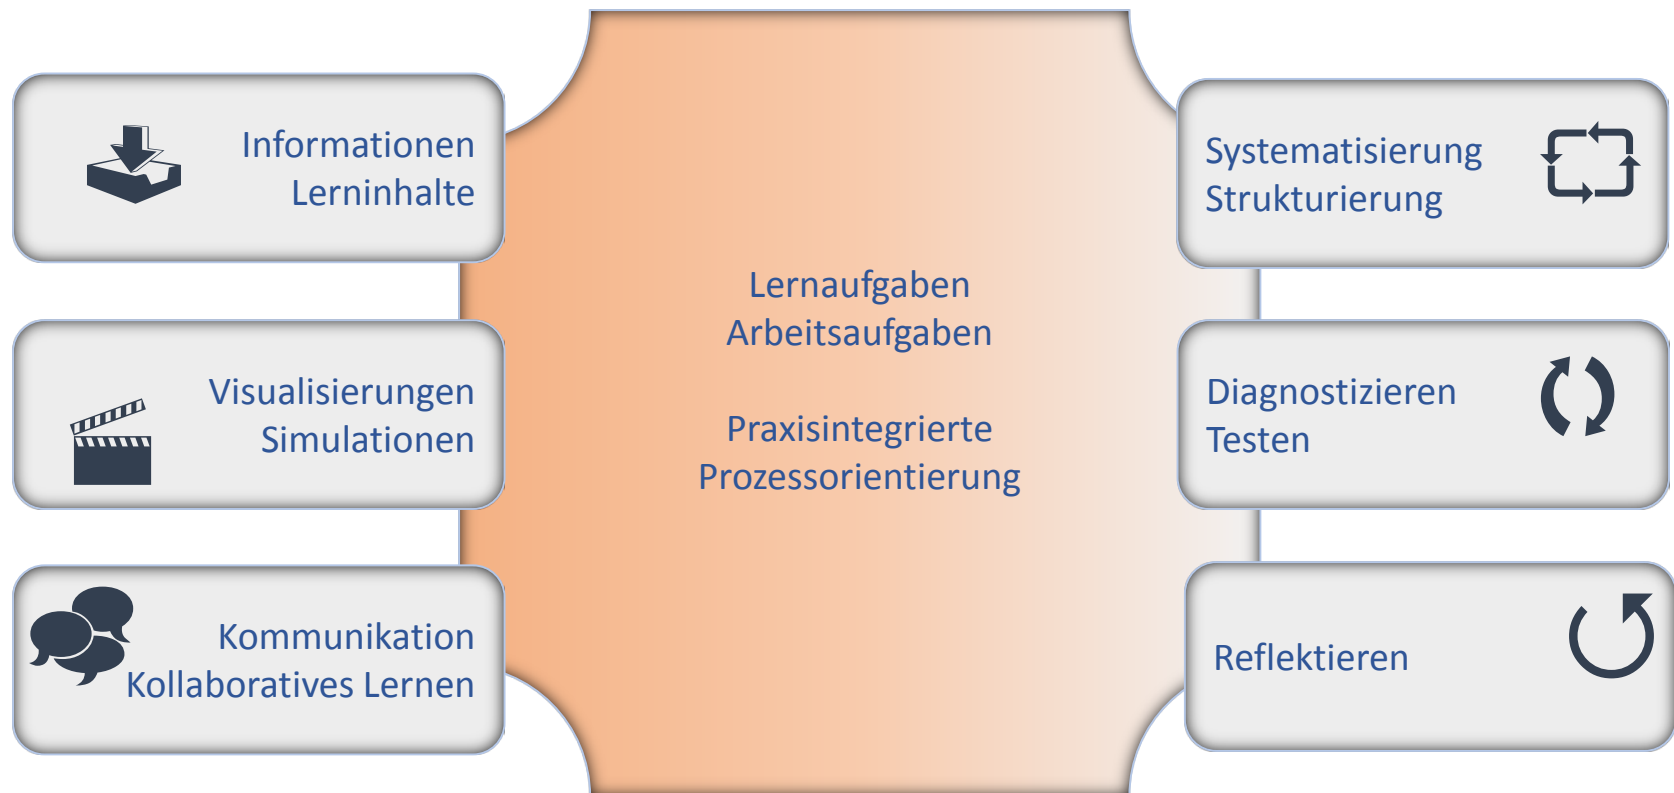 Informationen
Lerninhalte
Visualisierungen
Simulationen
Kommunikation
Kollaboratives Lernen
Lernaufgaben
Arbeitsaufgaben
Praxisintegrierte
Prozessorientierung
Systematisierung
Strukturierung
Diagnostizieren
Testen
Reflektieren